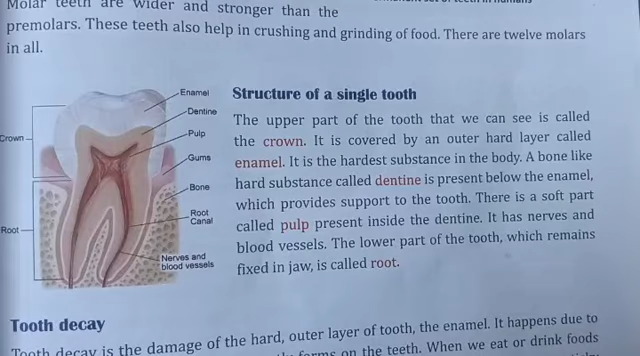 Molar teeth are wider and stronger than the
premolars. These teeth also help in crushing and grinding of food. There are twelve molars
in all.
Enamel
Dentine
Pulp
Gums
Bone
Root
Canal
Nerves and
blood vessels
Crown
Root
Structure of a single tooth
The upper part of the tooth that we can see is called
the crown. It is covered by an outer hard layer called
enamel. It is the hardest substance in the body. A bone like
hard substance called dentine is present below the enamel,
which provides support to the tooth. There is a soft part
called pulp present inside the dentine. It has nerves and
blood vessels. The lower part of the tooth, which remains
fixed in jaw, is called root.
Tooth decay
Tooth decay is the damage of the hard, outer layer of tooth, the enamel. It happens due to
forms on the teeth. When we eat or drink foods